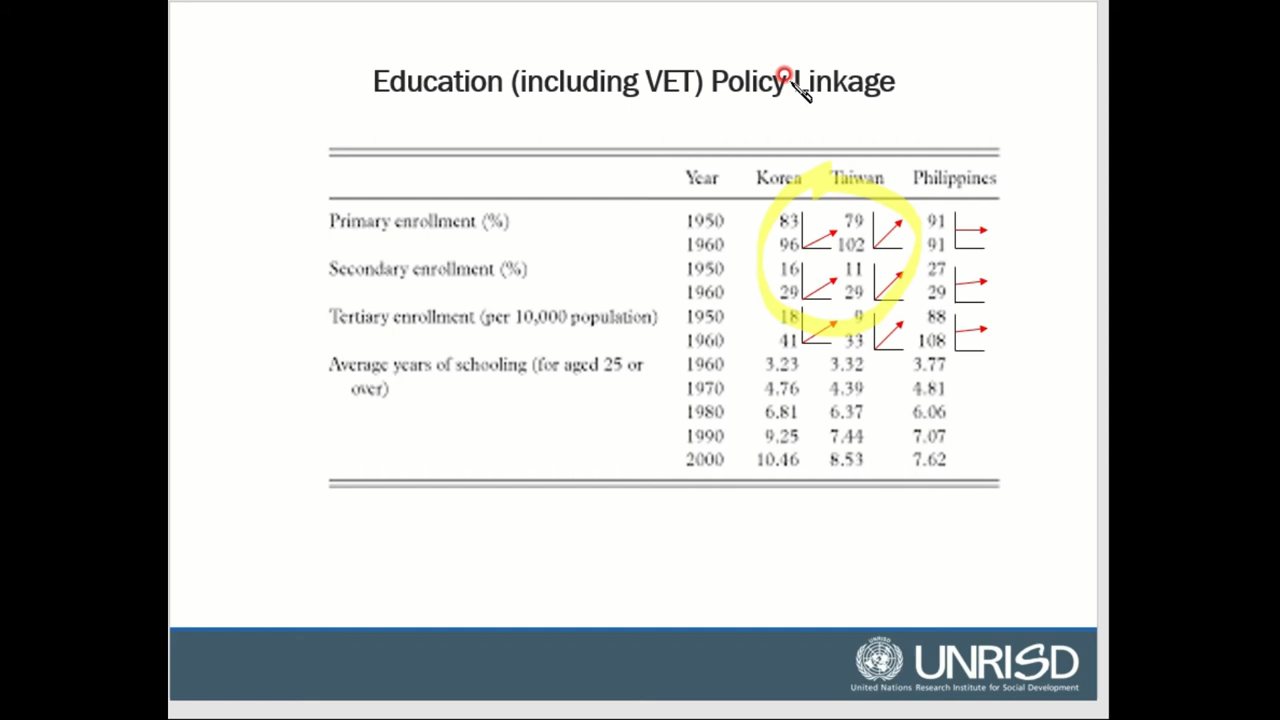 Education (including VET) Policy Linkage
Year Korea Taiwan Philippines
Primary enrollment (%) 1950 83 79 91
1960 96 102 91
Secondary enrollment (%) 1950 16 11 27
1960 29 29 29
Tertiary enrollment (per 10,000 population) 1950 18 9 88
1960 41 33 108
Average years of schooling (for aged 25 or 1960 3.23 3.32 3.77
over) 1970 4.76 4.39 4.81
1980 6.81 6.37 6.06
1990 9.25 7.44 7.07
2000 10.46 8.53 7.62
UNRISD
UNRISD
United Nations Research Institute for Social Development